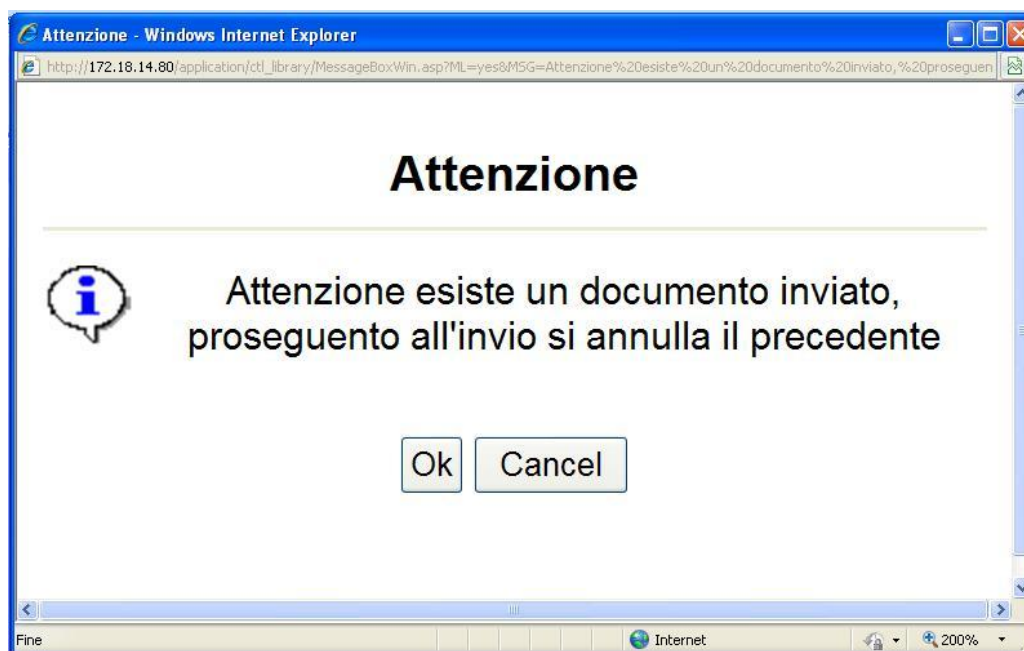 Attenzione - Windows Internet Explorer
http://172.18.14.80/application/ctl_library/MessageBoxWin.asp?ML=yes&MSG=Attenzione%20esiste%20un%20documento%20inviato,%20proseguen
Attenzione
Attenzione esiste un documento inviato,
proseguento all'invio si annulla il precedente
Ok Cancel
Fine Internet 200%